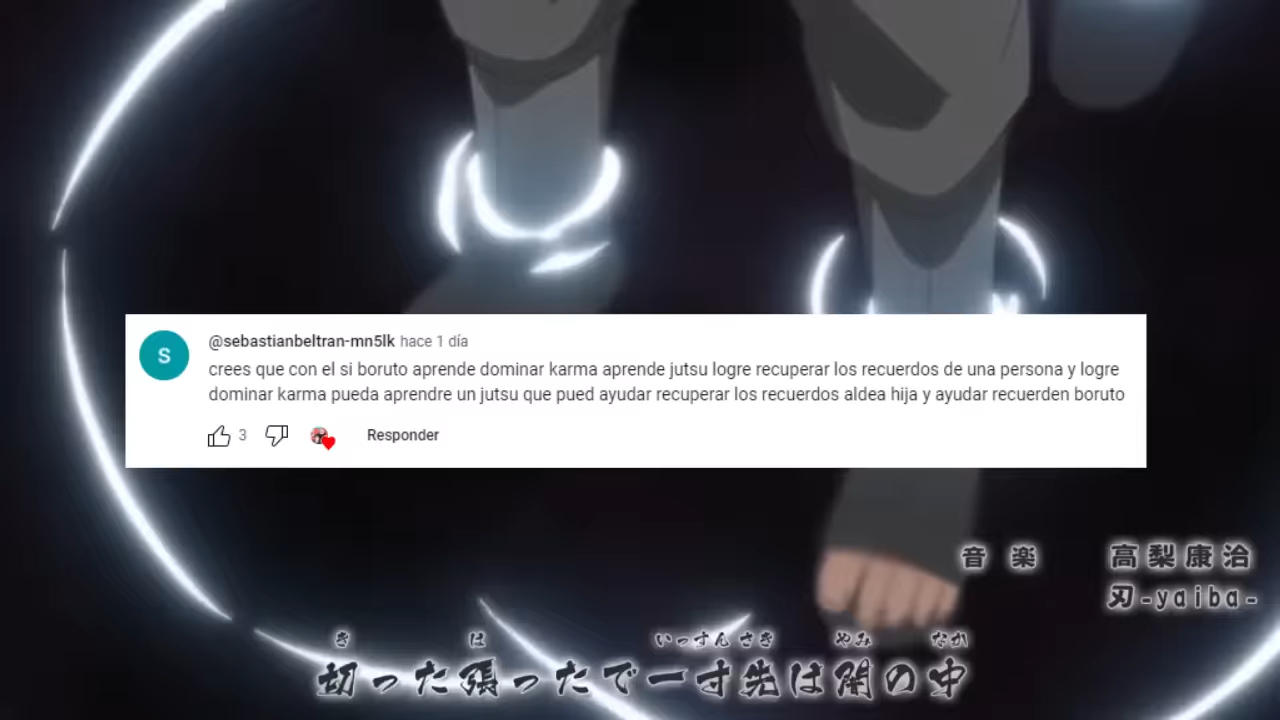 S
@sebastianbeltran-mn5lk hace 1 día
crees que con el si boruto aprende dominar karma aprende jutsu logre recuperar los recuerdos de una persona y logre
dominar karma pueda aprendre un jutsu que pued ayudar recuperar los recuerdos aldea hija y ayudar recuerden boruto
3 Responder
音楽 高梨康治
刃-yaiba-
き は いっすんさき やみ なか
切った張ったで一寸先は闇の中